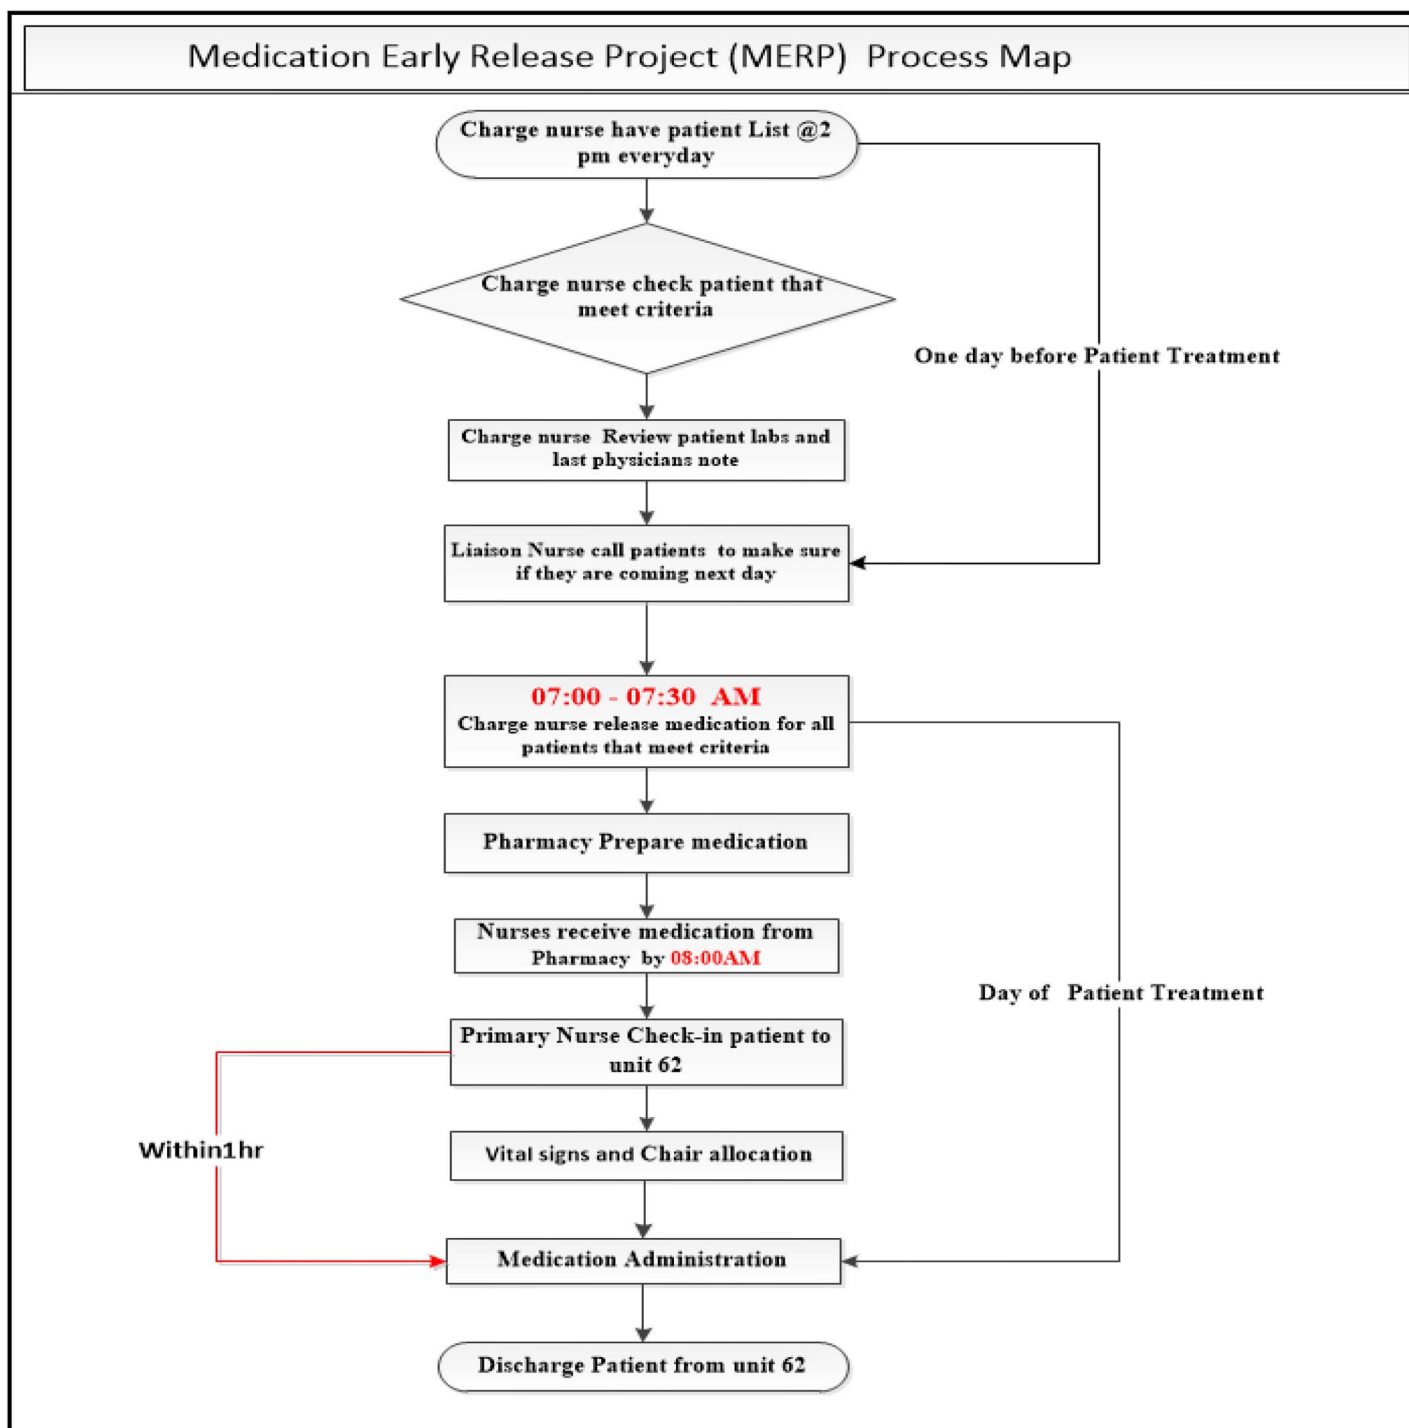 Medication Early Release Project (MERP) Process Map
Charge nurse have patient List @2
pm everyday
Charge nurse check patient that
meet criteria
One day before Patient Treatment
Charge nurse Review patient labs and
last physicians note
Liaison Nurse call patients to make sure
if they are coming next day
07:00 - 07:30 AM
Charge nurse release medication for all
patients that meet criteria
Pharmacy Prepare medication
Nurses receive medication from
Pharmacy by 08:00AM
Day of Patient Treatment
Primary Nurse Check-in patient to
unit 62
Within1hr
Vital signs and Chair allocation
Medication Administration
Discharge Patient from unit 62